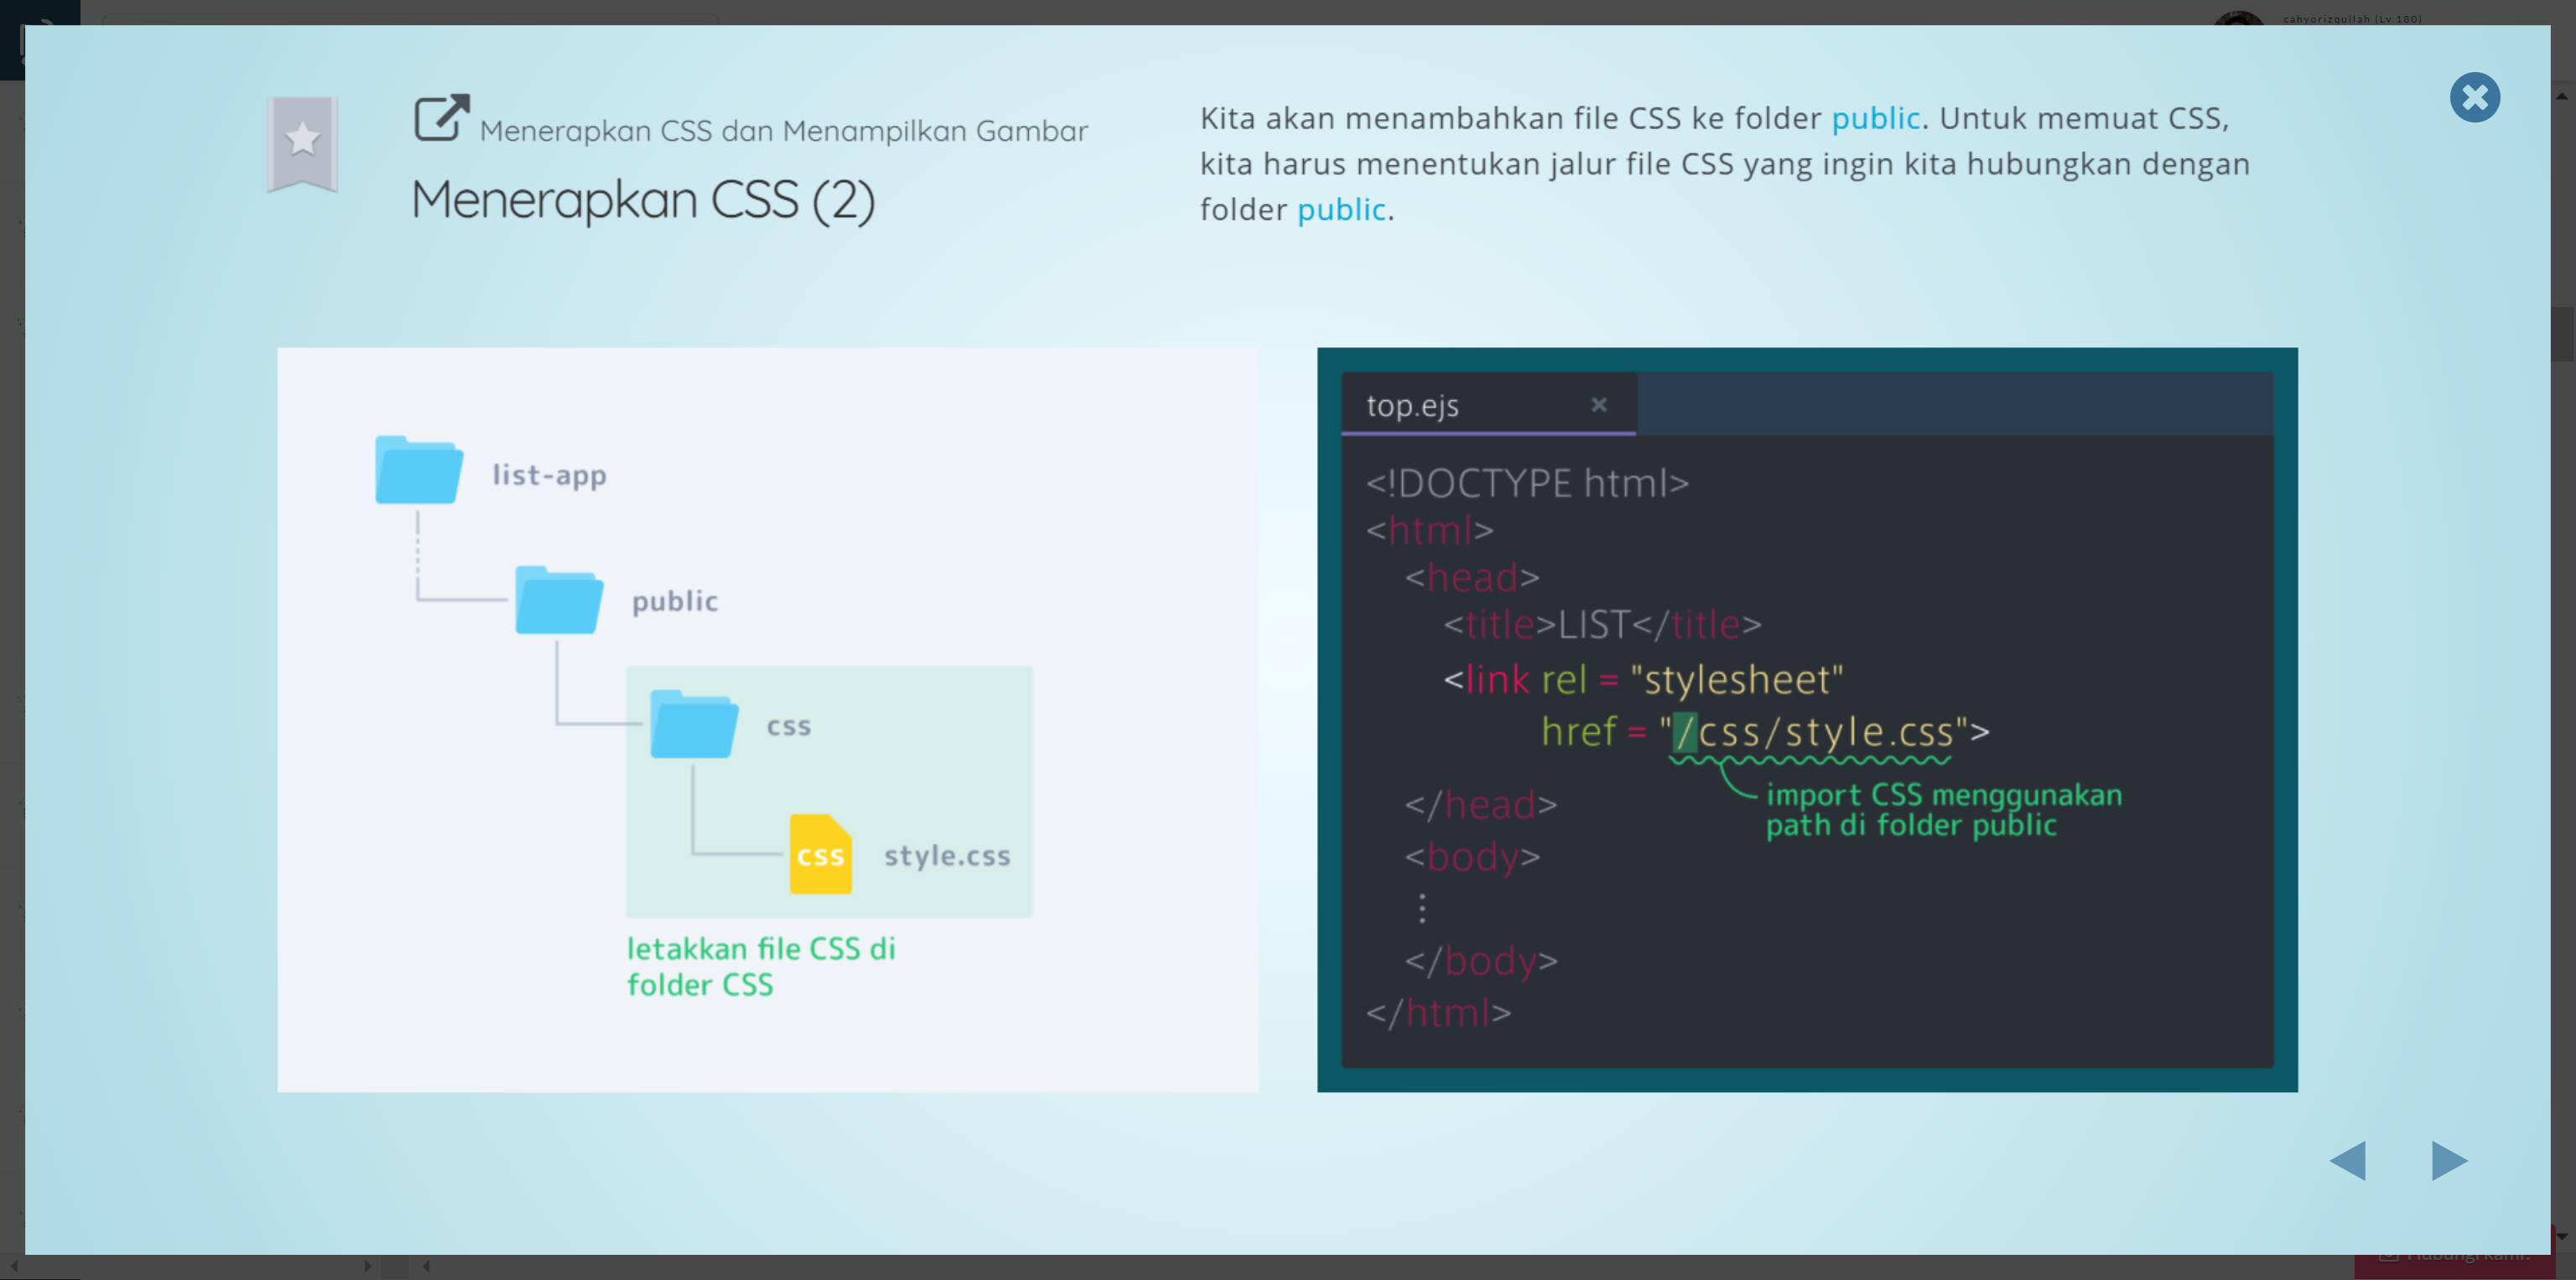 cahyorizqullah (Lv.180)
Menerapkan CSS dan Menampilkan Gambar
Menerapkan CSS (2)
Kita akan menambahkan file CSS ke folder public. Untuk memuat CSS,
kita harus menentukan jalur file CSS yang ingin kita hubungkan dengan
folder public.
list-app
public
css
css
style.css
letakkan file CSS di
folder CSS
top.ejs
<!DOCTYPE html>
<html>
<head>
<title>LIST</title>
<link rel = "stylesheet"
href = "/css/style.css">
import CSS menggunakan
path di folder public
</head>
<body>
⋮
</body>
</html>
Hubungi kami.